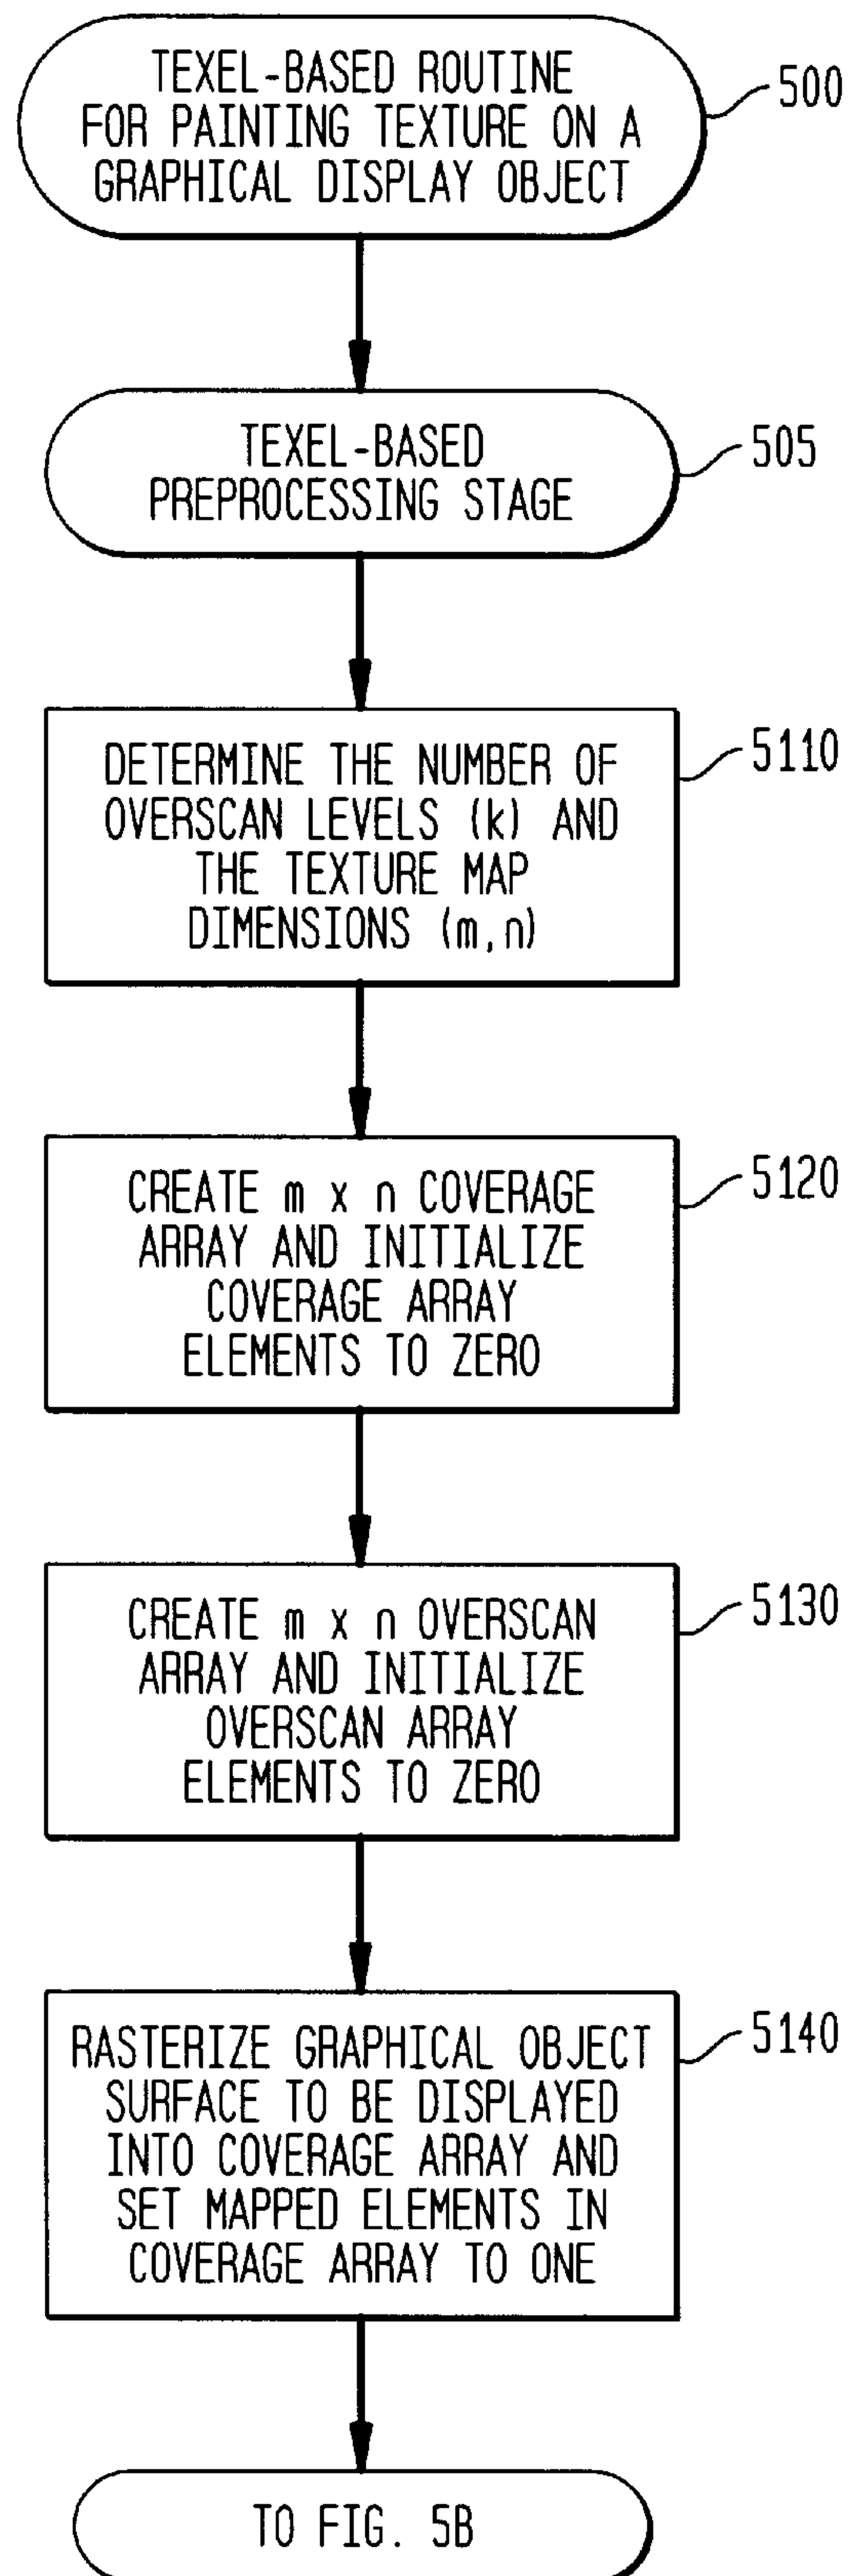 TEXEL-BASED ROUTINE
FOR PAINTING TEXTURE ON A
GRAPHICAL DISPLAY OBJECT
500
TEXEL-BASED
PREPROCESSING STAGE
505
DETERMINE THE NUMBER OF
OVERSCAN LEVELS (k) AND
THE TEXTURE MAP
DIMENSIONS (m,n)
5110
CREATE m x n COVERAGE
ARRAY AND INITIALIZE
COVERAGE ARRAY
ELEMENTS TO ZERO
5120
CREATE m x n OVERSCAN
ARRAY AND INITIALIZE
OVERSCAN ARRAY
ELEMENTS TO ZERO
5130
RASTERIZE GRAPHICAL OBJECT
SURFACE TO BE DISPLAYED
INTO COVERAGE ARRAY AND
SET MAPPED ELEMENTS IN
COVERAGE ARRAY TO ONE
5140
TO FIG. 5B